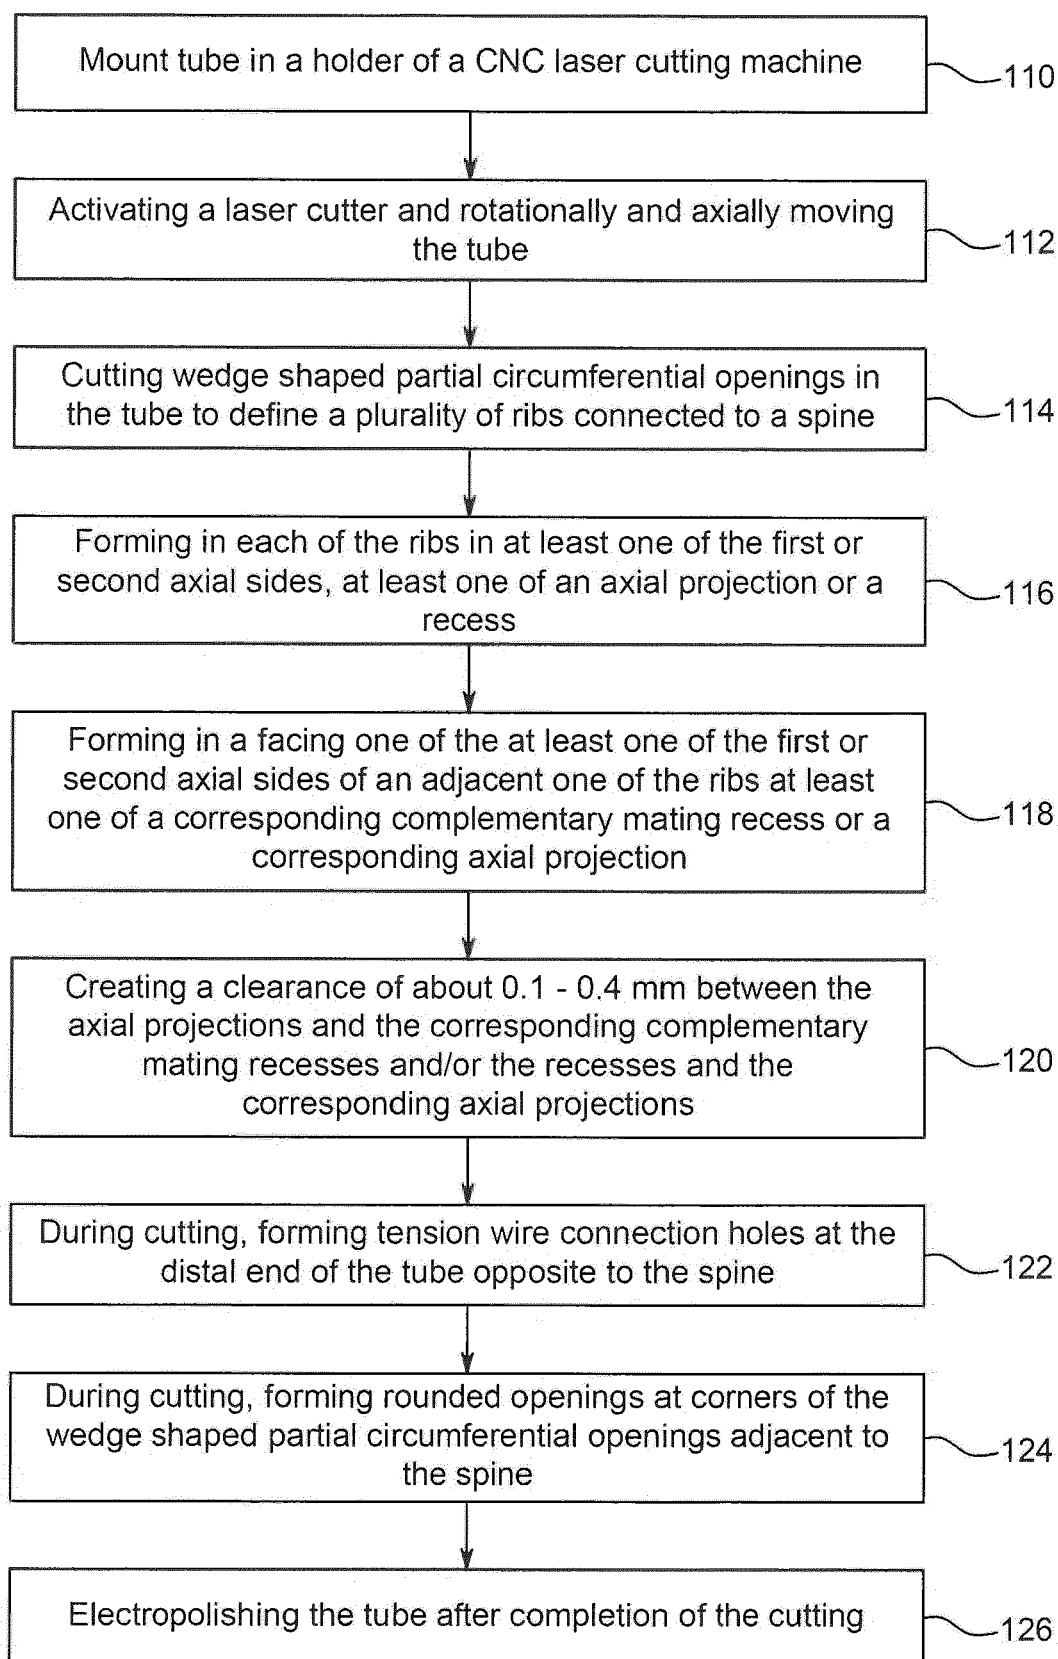 Mount tube in a holder of a CNC laser cutting machine
110
Activating a laser cutter and rotationally and axially moving
the tube
112
Cutting wedge shaped partial circumferential openings in
the tube to define a plurality of ribs connected to a spine
114
Forming in each of the ribs in at least one of the first or
second axial sides, at least one of an axial projection or a
recess
116
Forming in a facing one of the at least one of the first or
second axial sides of an adjacent one of the ribs at least
one of a corresponding complementary mating recess or a
corresponding axial projection
118
Creating a clearance of about 0.1 - 0.4 mm between the
axial projections and the corresponding complementary
mating recesses and/or the recesses and the
corresponding axial projections
120
During cutting, forming tension wire connection holes at the
distal end of the tube opposite to the spine
122
During cutting, forming rounded openings at corners of the
wedge shaped partial circumferential openings adjacent to
the spine
124
Electropolishing the tube after completion of the cutting
126